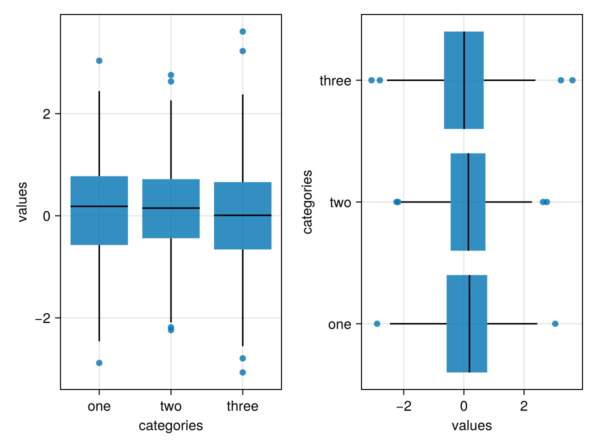 values
2
0
−2
one two three
categories
categories
three
two
one
−2 0 2
values